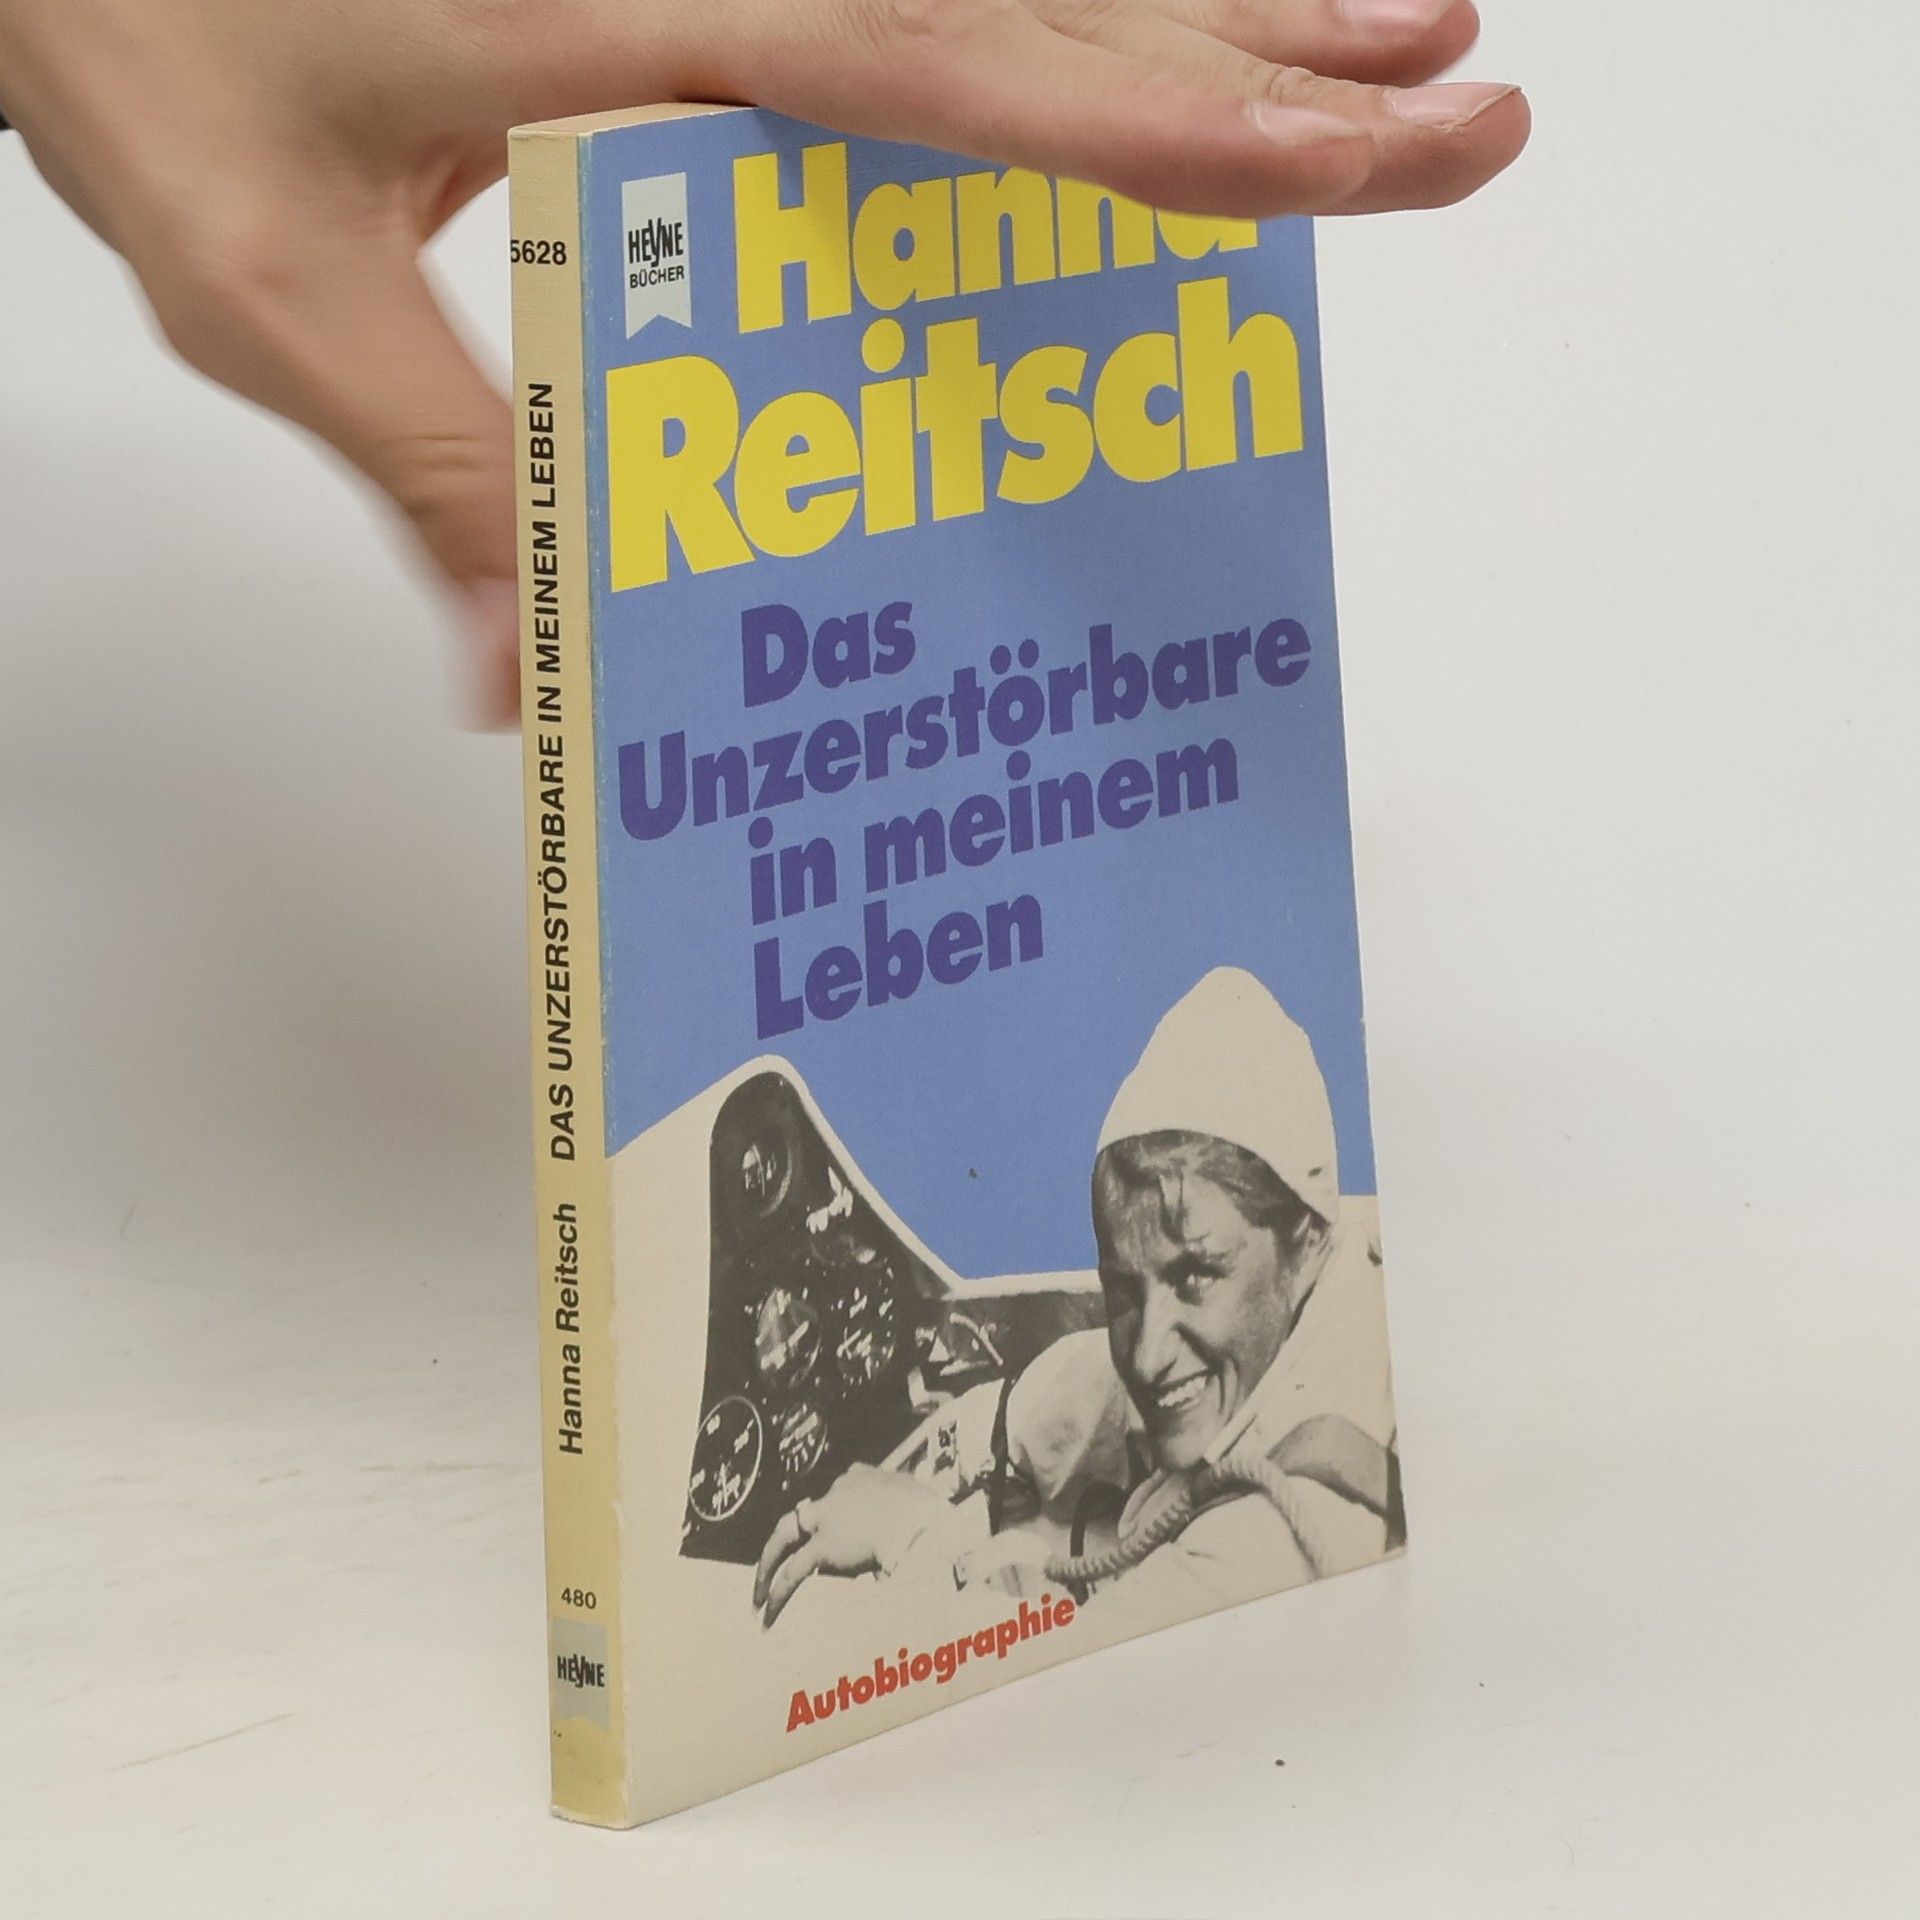 5628
DAS UNZERSTÖRBARE IN MEINEM LEBEN
Hanna Reitsch
480
HEYNE
HEYNE
BÜCHER
Hanna
Reitsch
Das
Unzerstörbare
in meinem
Leben
Autobiographie